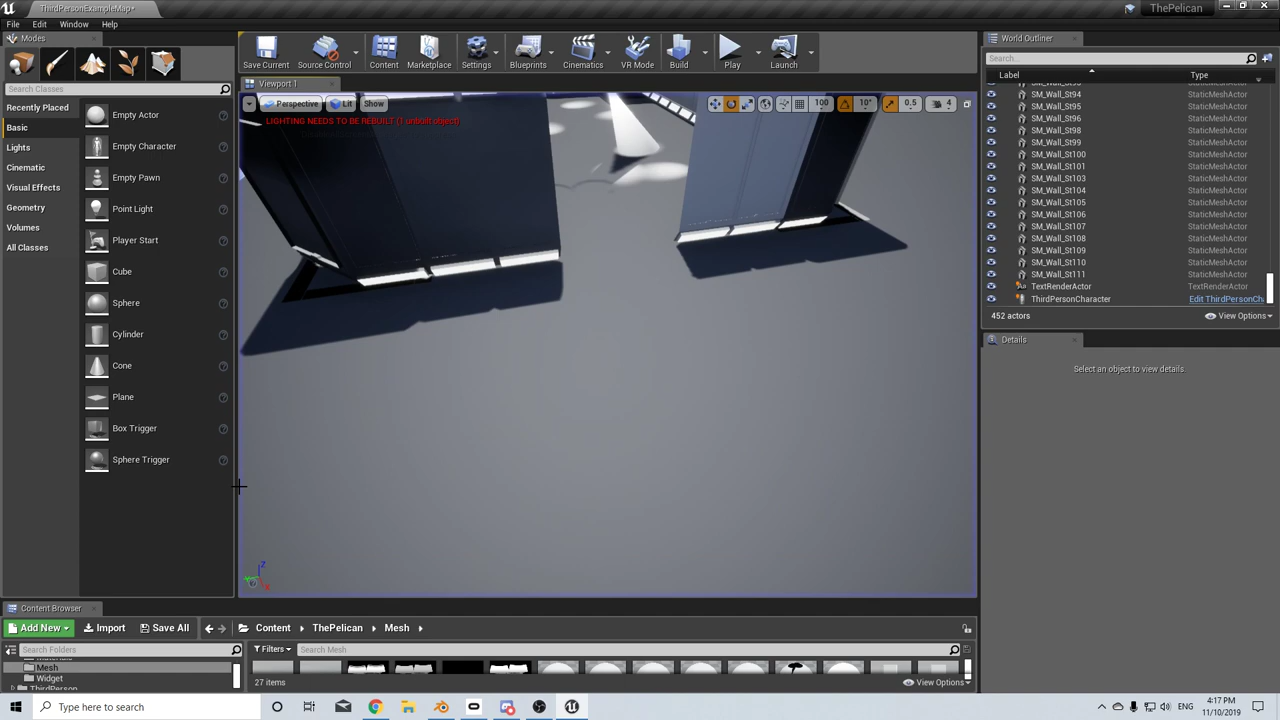 ThirdPersonExampleMap*
ThePelican
File Edit Window Help
Modes
Search Classes
Recently Placed
Basic
Lights
Cinematic
Visual Effects
Geometry
Volumes
All Classes
Empty Actor
Empty Character
Empty Pawn
Point Light
Player Start
Cube
Sphere
Cylinder
Cone
Plane
Box Trigger
Sphere Trigger
Save Current
Source Control
Content
Marketplace
Settings
Blueprints
Cinematics
VR Mode
Build
Play
Launch
Viewport 1
Perspective Lit Show
100 10° 0.5 4
LIGHTING NEEDS TO BE REBUILT (1 unbuilt object)
World Outliner
Search...
Label Type
SM_Wall_St94 StaticMeshActor
SM_Wall_St95 StaticMeshActor
SM_Wall_St96 StaticMeshActor
SM_Wall_St98 StaticMeshActor
SM_Wall_St99 StaticMeshActor
SM_Wall_St100 StaticMeshActor
SM_Wall_St101 StaticMeshActor
SM_Wall_St103 StaticMeshActor
SM_Wall_St104 StaticMeshActor
SM_Wall_St105 StaticMeshActor
SM_Wall_St106 StaticMeshActor
SM_Wall_St107 StaticMeshActor
SM_Wall_St108 StaticMeshActor
SM_Wall_St109 StaticMeshActor
SM_Wall_St110 StaticMeshActor
SM_Wall_St111 StaticMeshActor
TextRenderActor TextRenderActor
ThirdPersonCharacter Edit ThirdPersonCh
452 actors View Options
Details
Select an object to view details.
Z
Content Browser
Add New Import Save All Content ThePelican Mesh
Search Folders
Filters Search Mesh
Mesh
Widget
ThirdPerson
27 items View Options
Type here to search
4:17 PM
11/10/2019